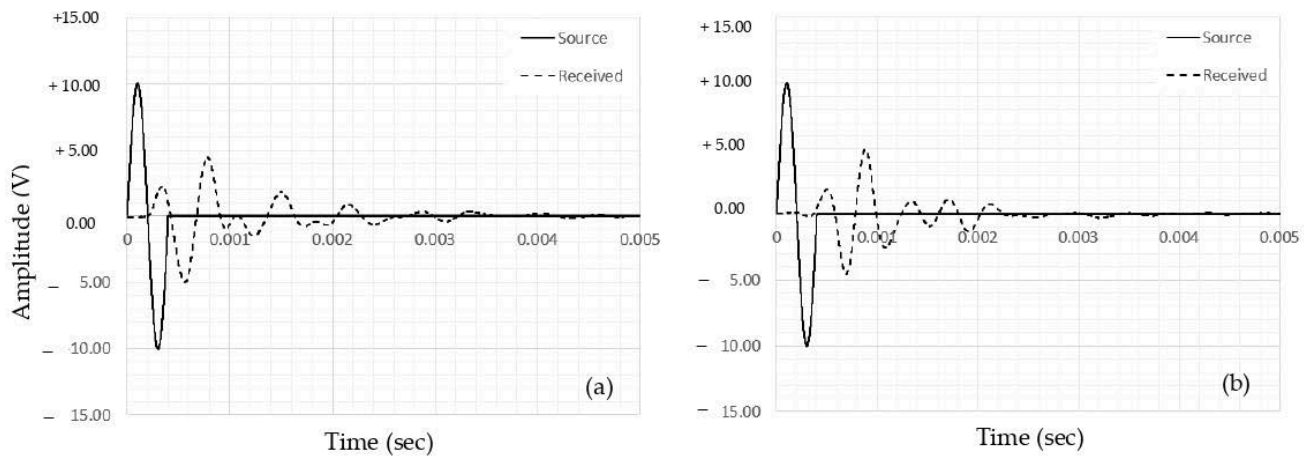 +15.00
Source
Received
+ 10.00
+ 5.00
0.00
0 0.001 0.002 0.003 0.004 0.005
– 5.00
– -10.00
– 15.00
Amplitude (V)
Time (sec)
(a)
+ 15.00
Source
Received
+ 10.00
+ 5.00
0.00
0 0.001 0.002 0.003 0.004 0.005
– 5.00
– -10.00
– 15.00
Time (sec)
(b)